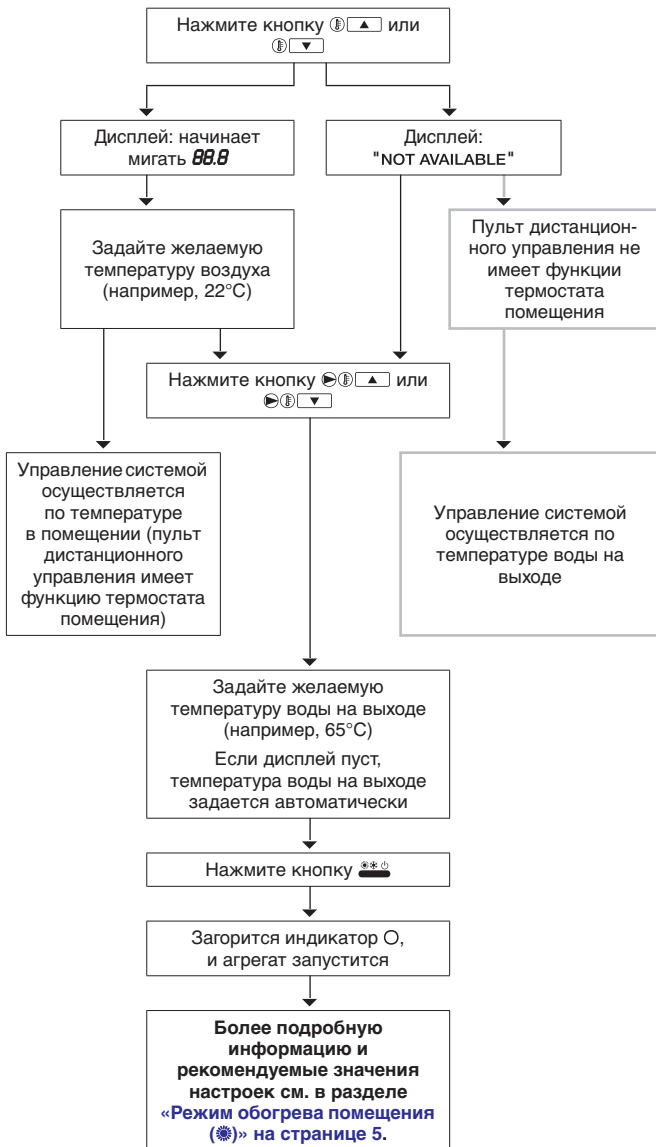 Нажмите кнопку ▲ или
▼
Дисплей: начинает
мигать 88.8
Дисплей:
"NOT AVAILABLE"
Задайте желаемую
температуру воздуха
(например, 22°C)
Пульт дистанцион-
ного управления не
имеет функции
термостата
помещения
Нажмите кнопку ▲ или
▼
Управление системой
осуществляется
по температуре
в помещении (пульт
дистанционного
управления имеет
функцию термостата
помещения)
Управление системой
осуществляется по
температуре воды на
выходе
Задайте желаемую
температуру воды на выходе
(например, 65°C)
Если дисплей пуст,
температура воды на выходе
задается автоматически
Нажмите кнопку
Загорится индикатор ,
и агрегат запустится
Более подробную
информацию и
рекомендуемые значения
настроек см. в разделе
«Режим обогрева помещения
()» на странице 5.